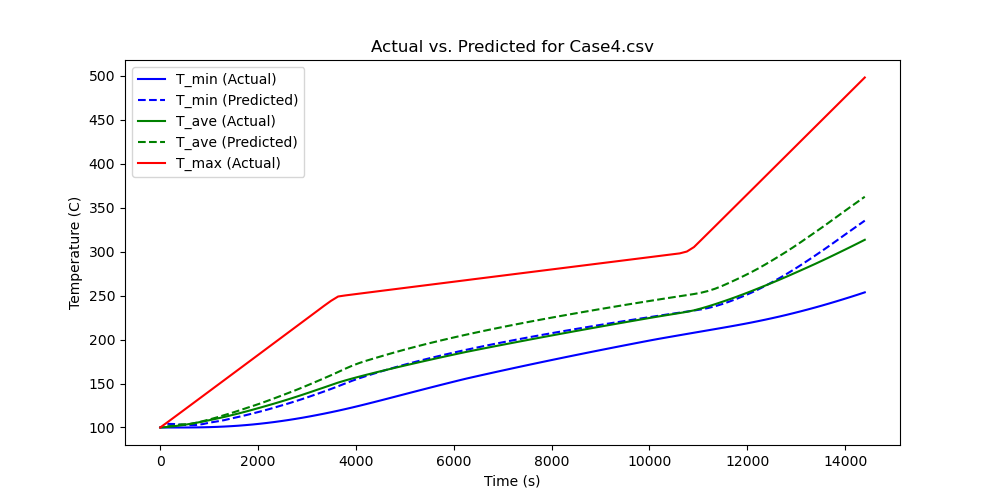 Actual vs. Predicted for Case4.csv
T_min (Actual)
T_min (Predicted)
T_ave (Actual)
T_ave (Predicted)
T_max (Actual)
Temperature (C)
500
450
400
350
300
250
200
150
100
0 2000 4000 6000 8000 10000 12000 14000
Time (s)